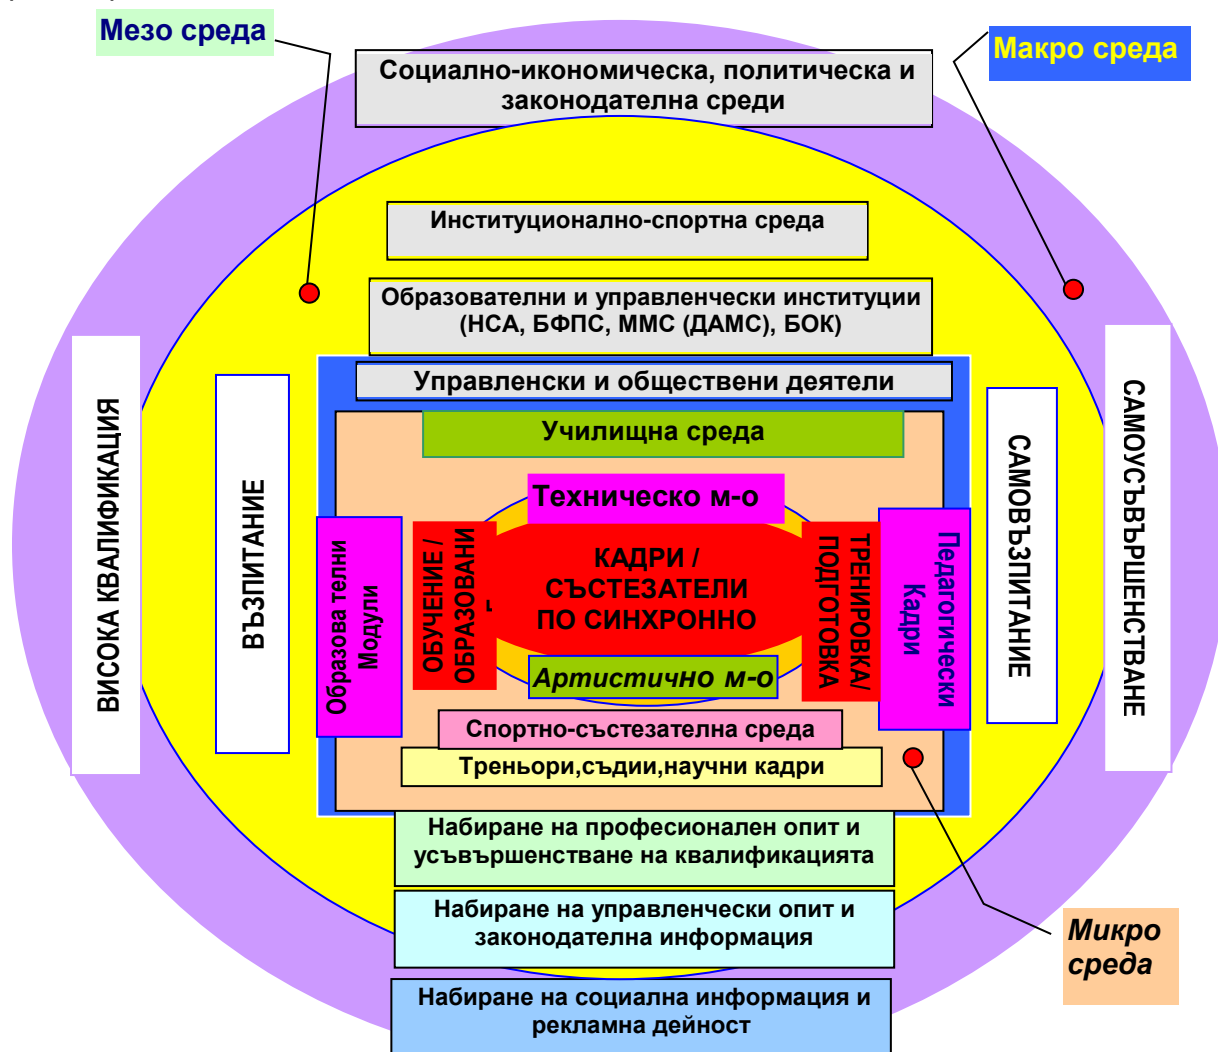 Мезо среда
Макро среда
Социално-икономическа, политическа и
законодателна среди
Институционално-спортна среда
Образователни и управленчески институции
(НСА, БФПС, ММС (ДАМС), БОК)
Управленски и обществени деятели
Училищна среда
Техническо м-о
ВИСОКА КВАЛИФИКАЦИЯ
ВЪЗПИТАНИЕ
Образова телни
Модули
ОБУЧЕНИЕ /
ОБРАЗОВАНИ
КАДРИ /
СЪСТЕЗАТЕЛИ
ПО СИНХРОННО
ТРЕНИРОВКА/
ПОДГОТОВКА
Педагогически
Кадри
САМОВЪЗПИТАНИЕ
САМОУСЪВЪРШЕНСТВАНЕ
Артистично м-о
Спортно-състезателна среда
Треньори,съдии,научни кадри
Набиране на професионален опит и
усъвършенстване на квалификацията
Набиране на управленчески опит и
законодателна информация
Микро
среда
Набиране на социална информация и
рекламна дейност